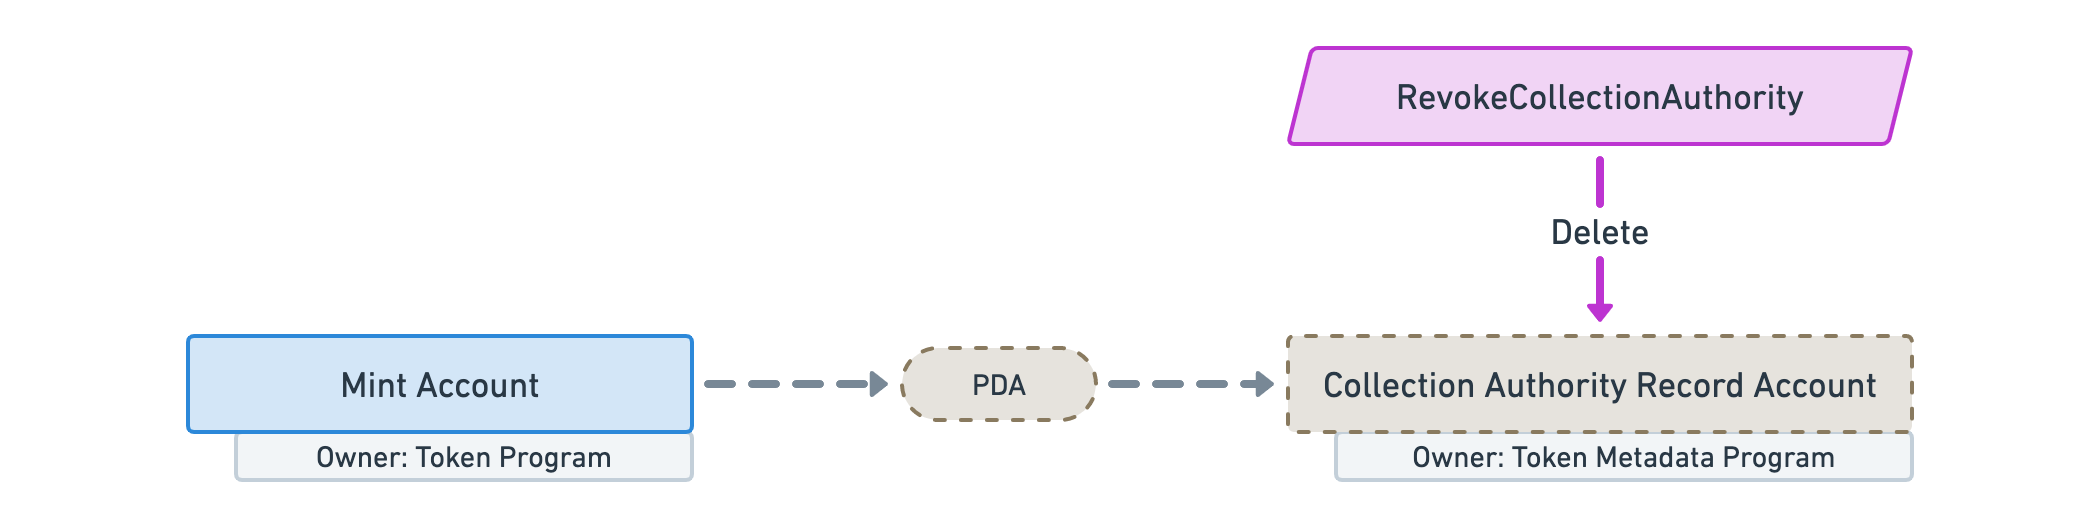 RevokeCollectionAuthority
Delete
Mint Account
PDA
Collection Authority Record Account
Owner: Token Program
Owner: Token Metadata Program